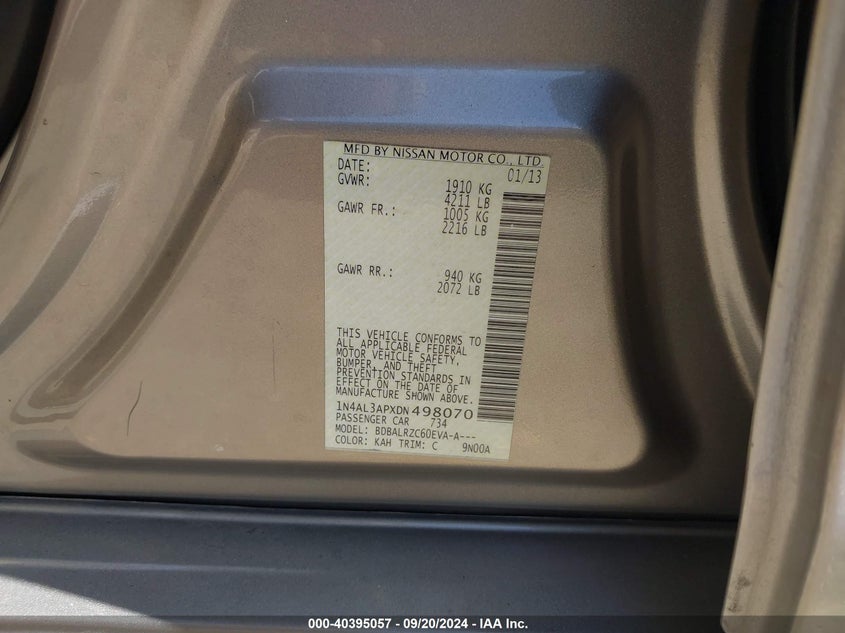 MFD BY NISSAN MOTOR CO., LTD.
DATE: 01/13
GVWR: 1910 KG
4211 LB
GAWR FR.: 1005 KG
2216 LB
GAWR RR.: 940 KG
2072 LB
THIS VEHICLE CONFORMS TO
ALL APPLICABLE FEDERAL
MOTOR VEHICLE SAFETY,
BUMPER, AND THEFT
PREVENTION STANDARDS IN
EFFECT ON THE DATE OF
MANUFACTURE SHOWN ABOVE.
1N4AL3APXDN498070
PASSENGER CAR 734
MODEL: BDBALRZC60EVA-A---
COLOR: KAH TRIM: C 9N00A
000-40395057 - 09/20/2024 - IAA Inc.